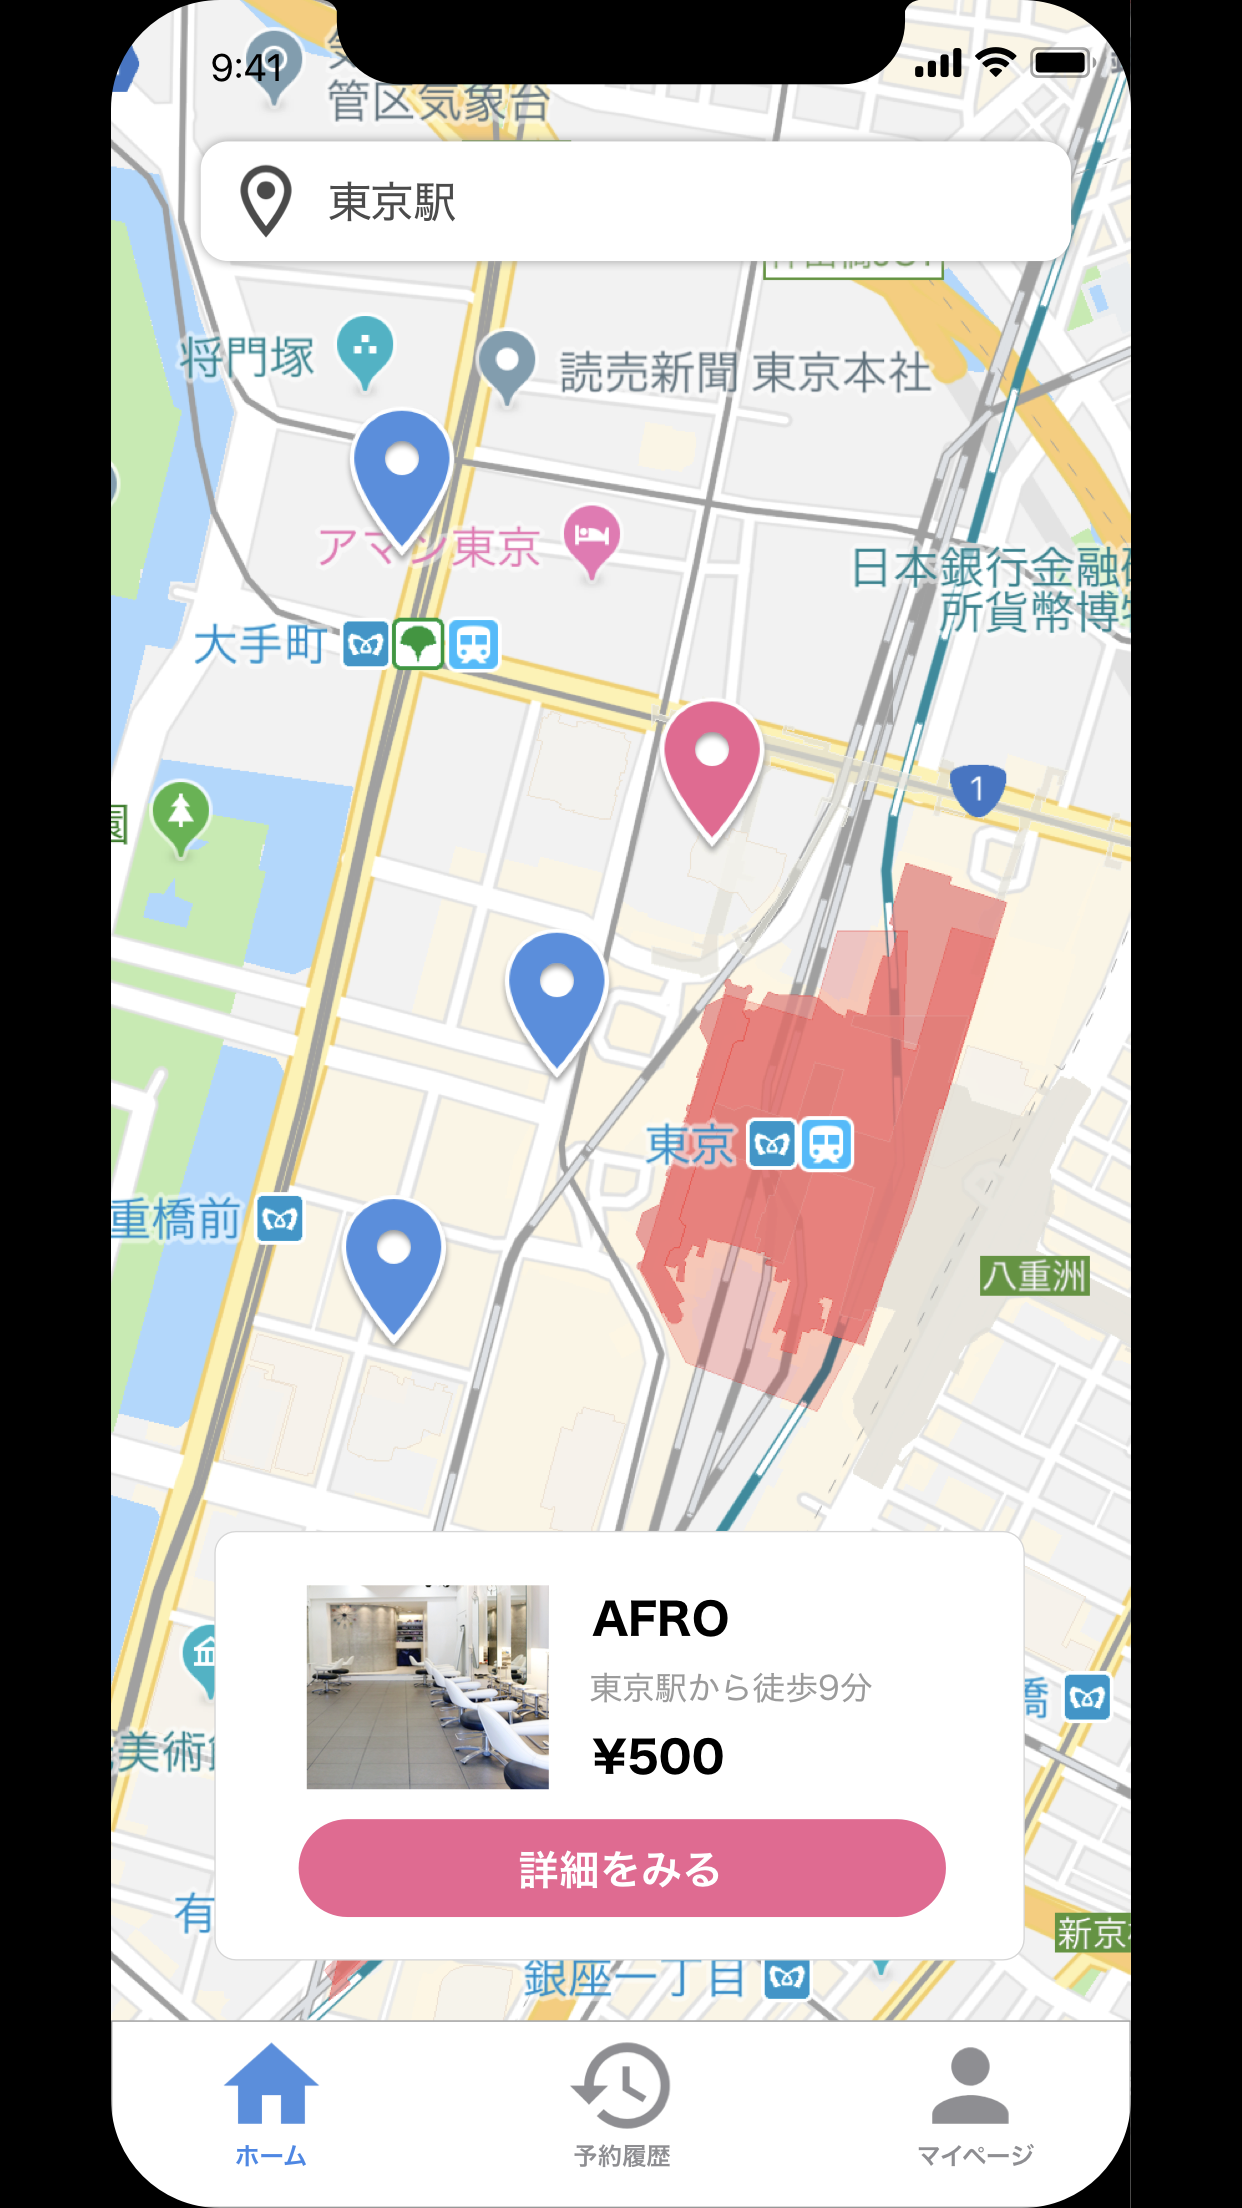 9:41
管区気象台
東京駅
将門塚
読売新聞 東京本社
アマン東京
日本銀行金融
所貨幣博
大手町
1
園
東京
重橋前
八重洲
AFRO
東京駅から徒歩9分
¥500
橋
美術
詳細をみる
有
新京
銀座一丁目
ホーム
予約履歴
マイページ